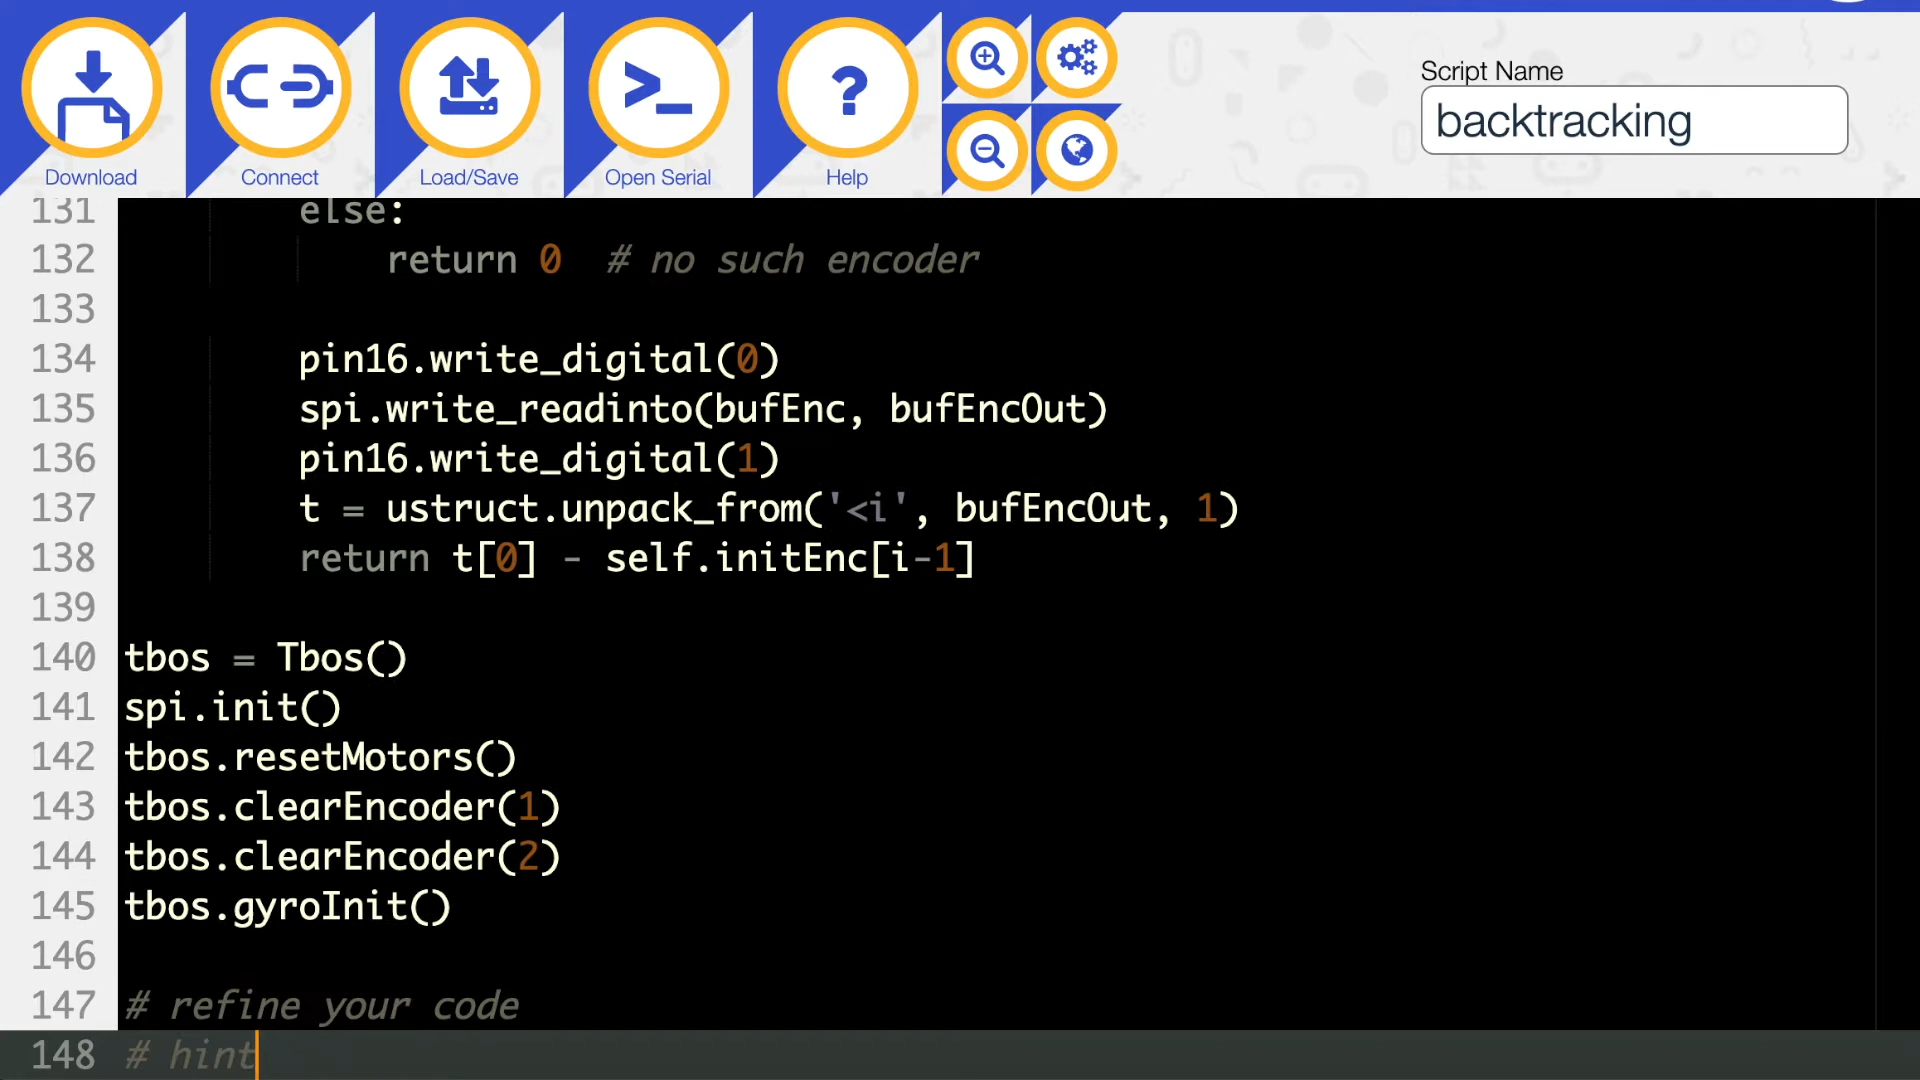 Script Name
backtracking
Download
Connect
Load/Save
Open Serial
Help
131 else:
132 return 0 # no such encoder
133
134 pin16.write_digital(0)
135 spi.write_readinto(bufEnc, bufEncOut)
136 pin16.write_digital(1)
137 t = ustruct.unpack_from('<i', bufEncOut, 1)
138 return t[0] - self.initEnc[i-1]
139
140 tbos = Tbos()
141 spi.init()
142 tbos.resetMotors()
143 tbos.clearEncoder(1)
144 tbos.clearEncoder(2)
145 tbos.gyroInit()
146
147 # refine your code
148 # hint